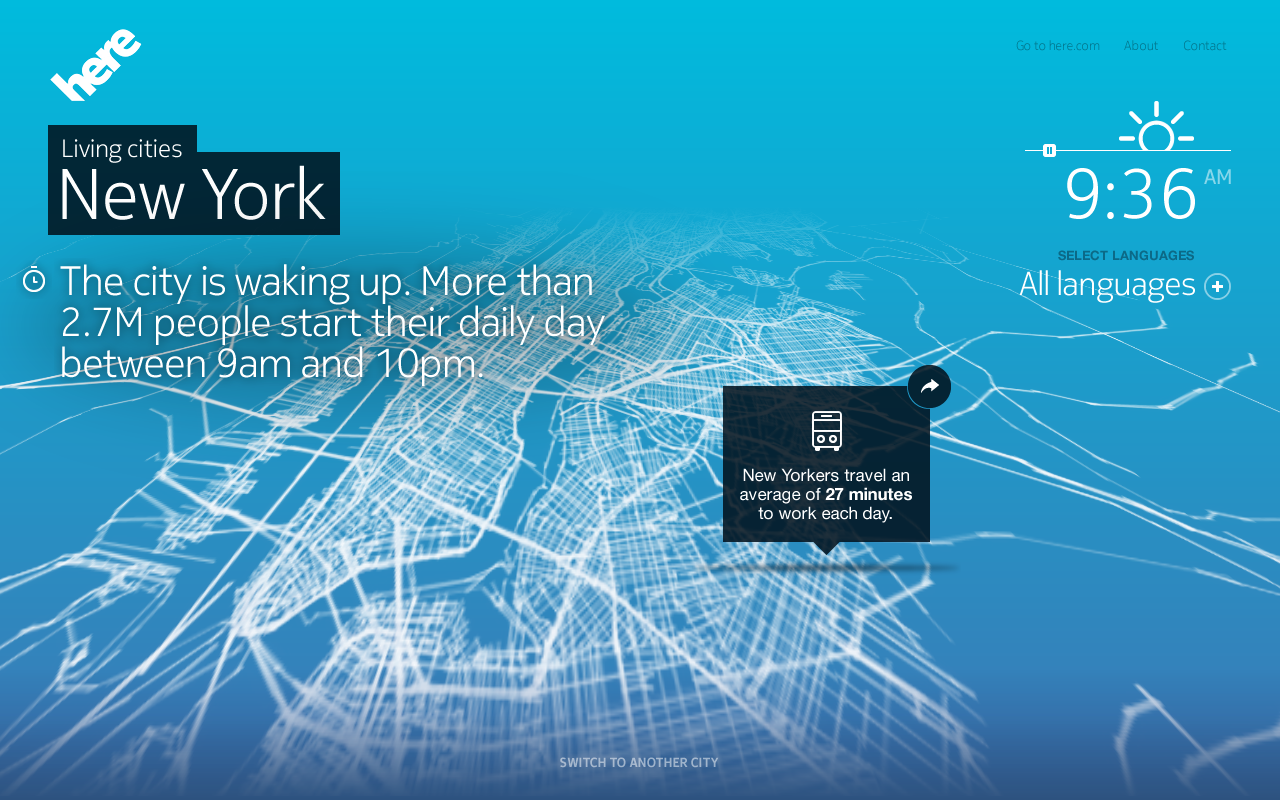 here
Go to here.com
About
Contact
Living cities
New York
9:36 AM
SELECT LANGUAGES
All languages
The city is waking up. More than
2.7M people start their daily day
between 9am and 10pm.
New Yorkers travel an
average of 27 minutes
to work each day.
SWITCH TO ANOTHER CITY